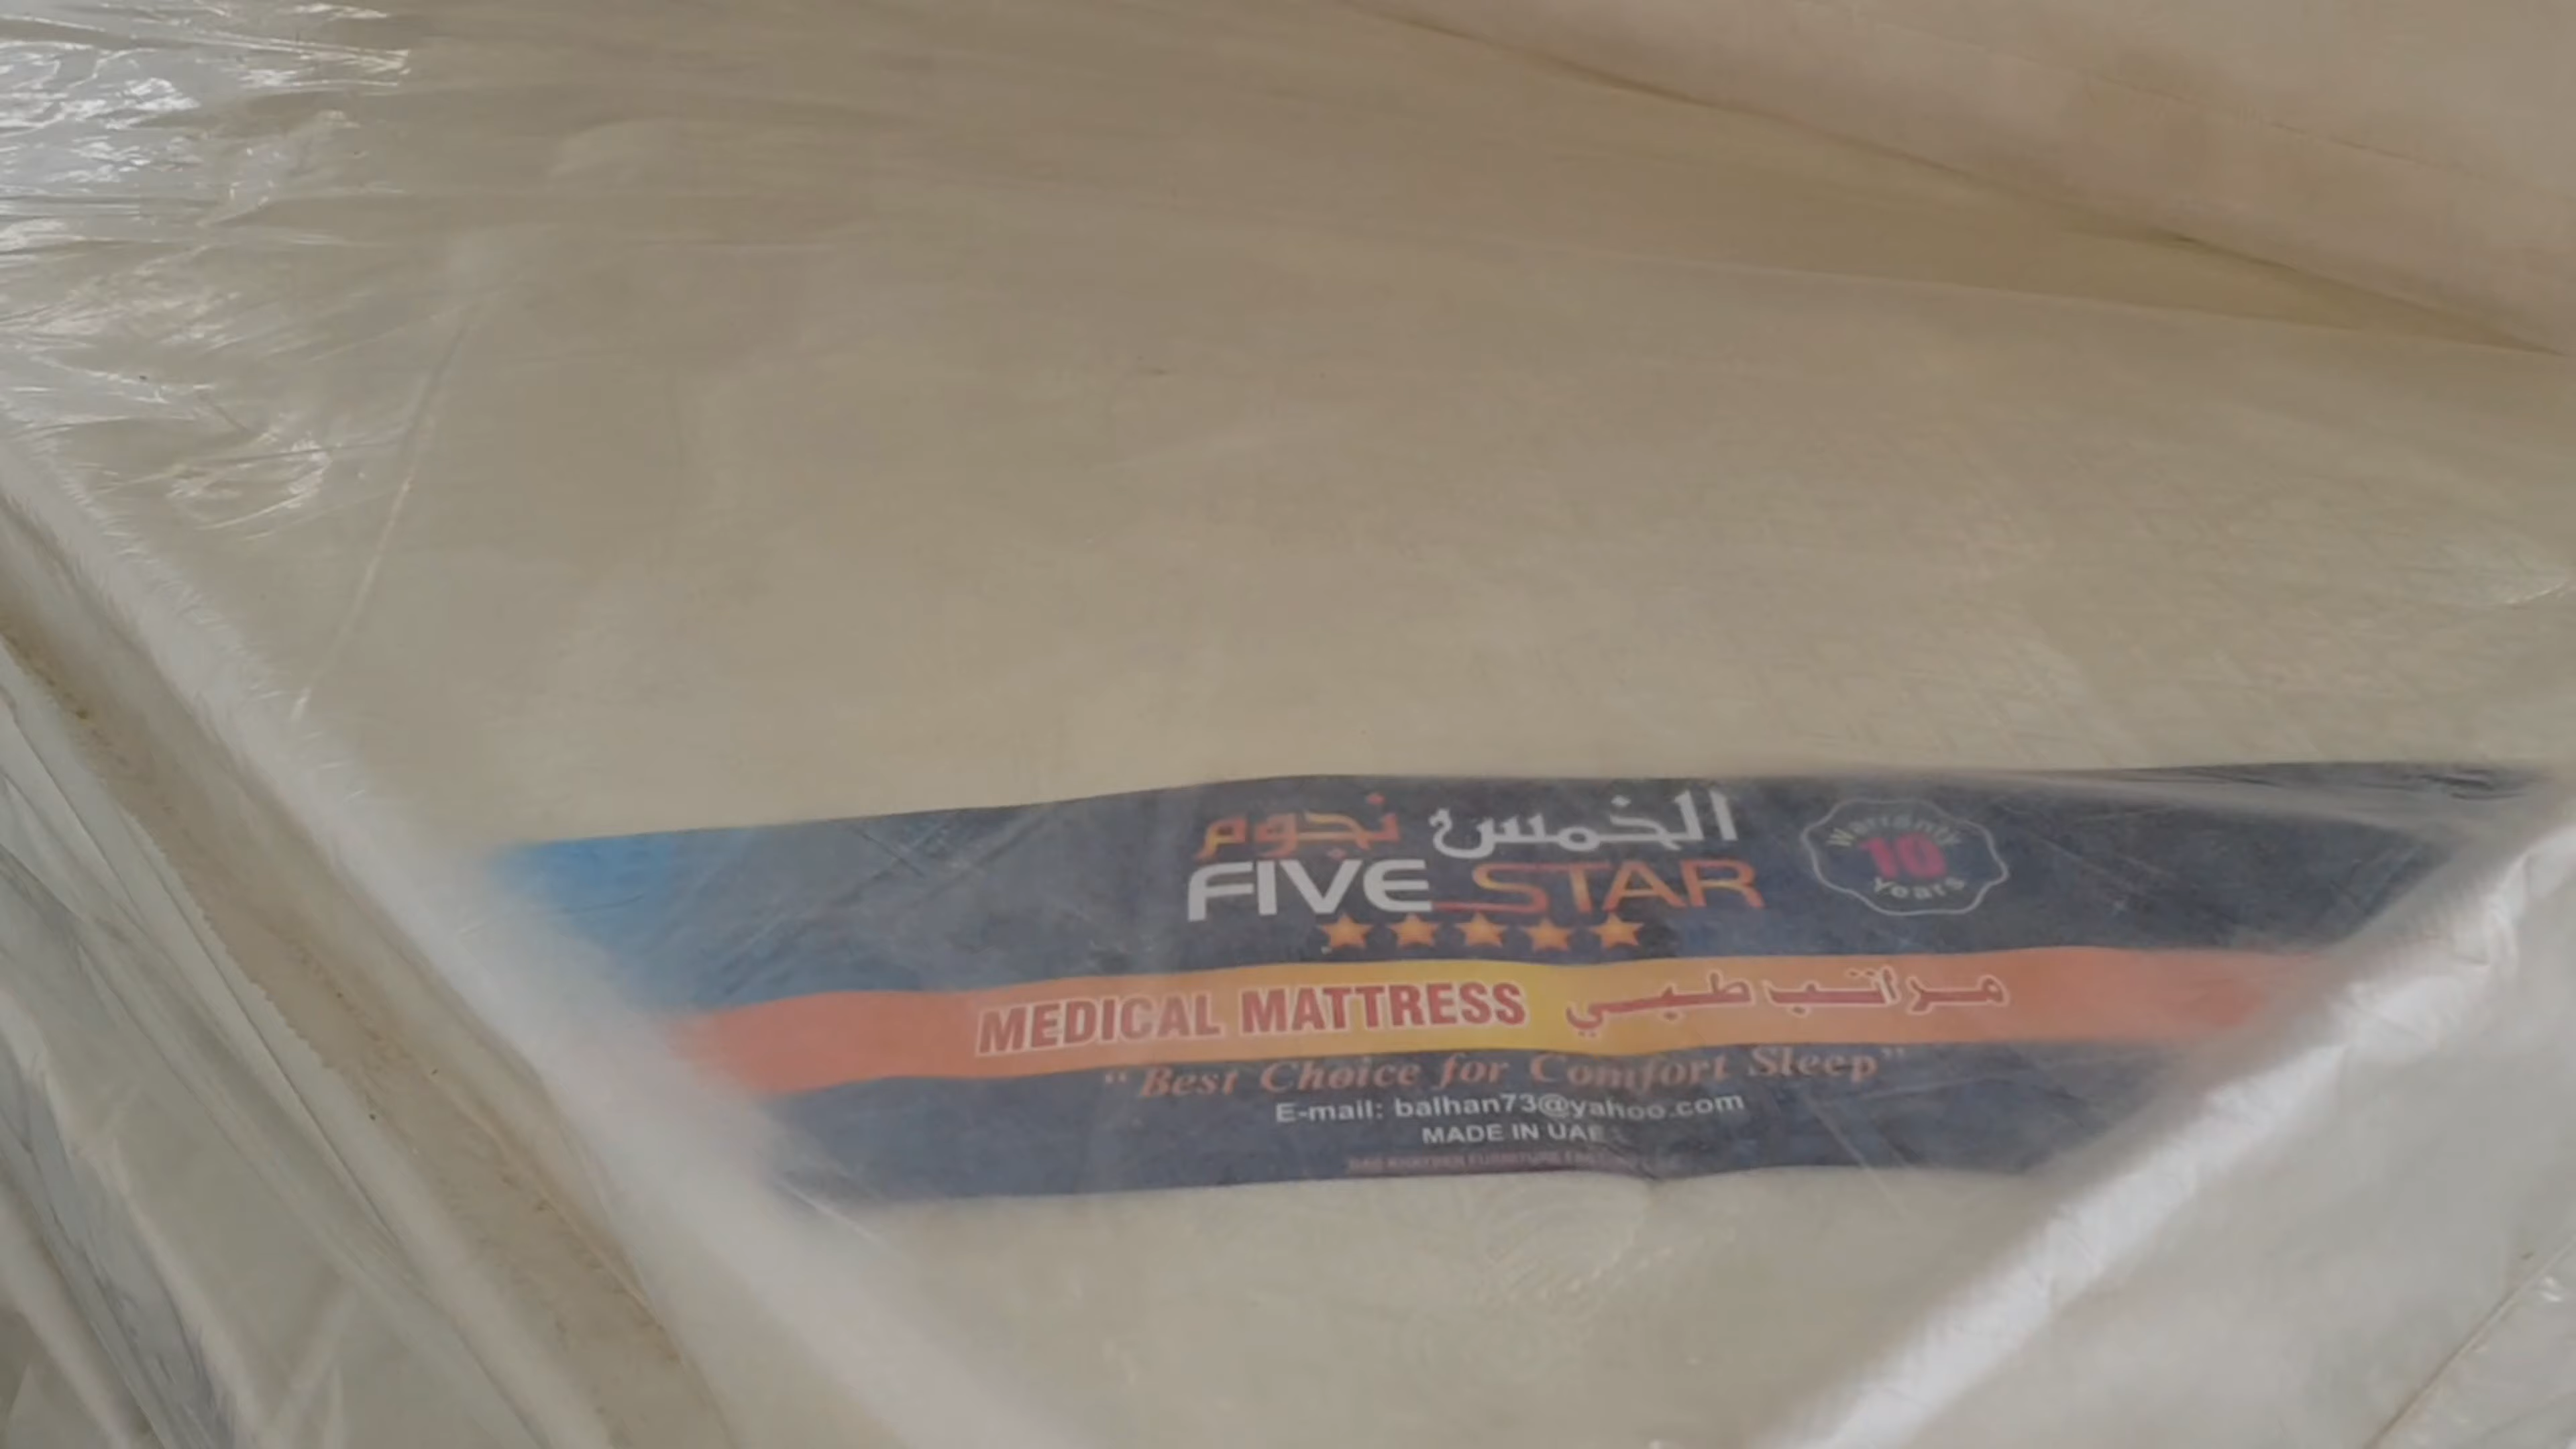 الخمس نجوم
FIVE STAR
Warranty
10
Years
MEDICAL MATTRESS مراتب طبي
“Best Choice for Comfort Sleep”
E-mail: balhan73@yahoo.com
MADE IN UAE
FURNITURE